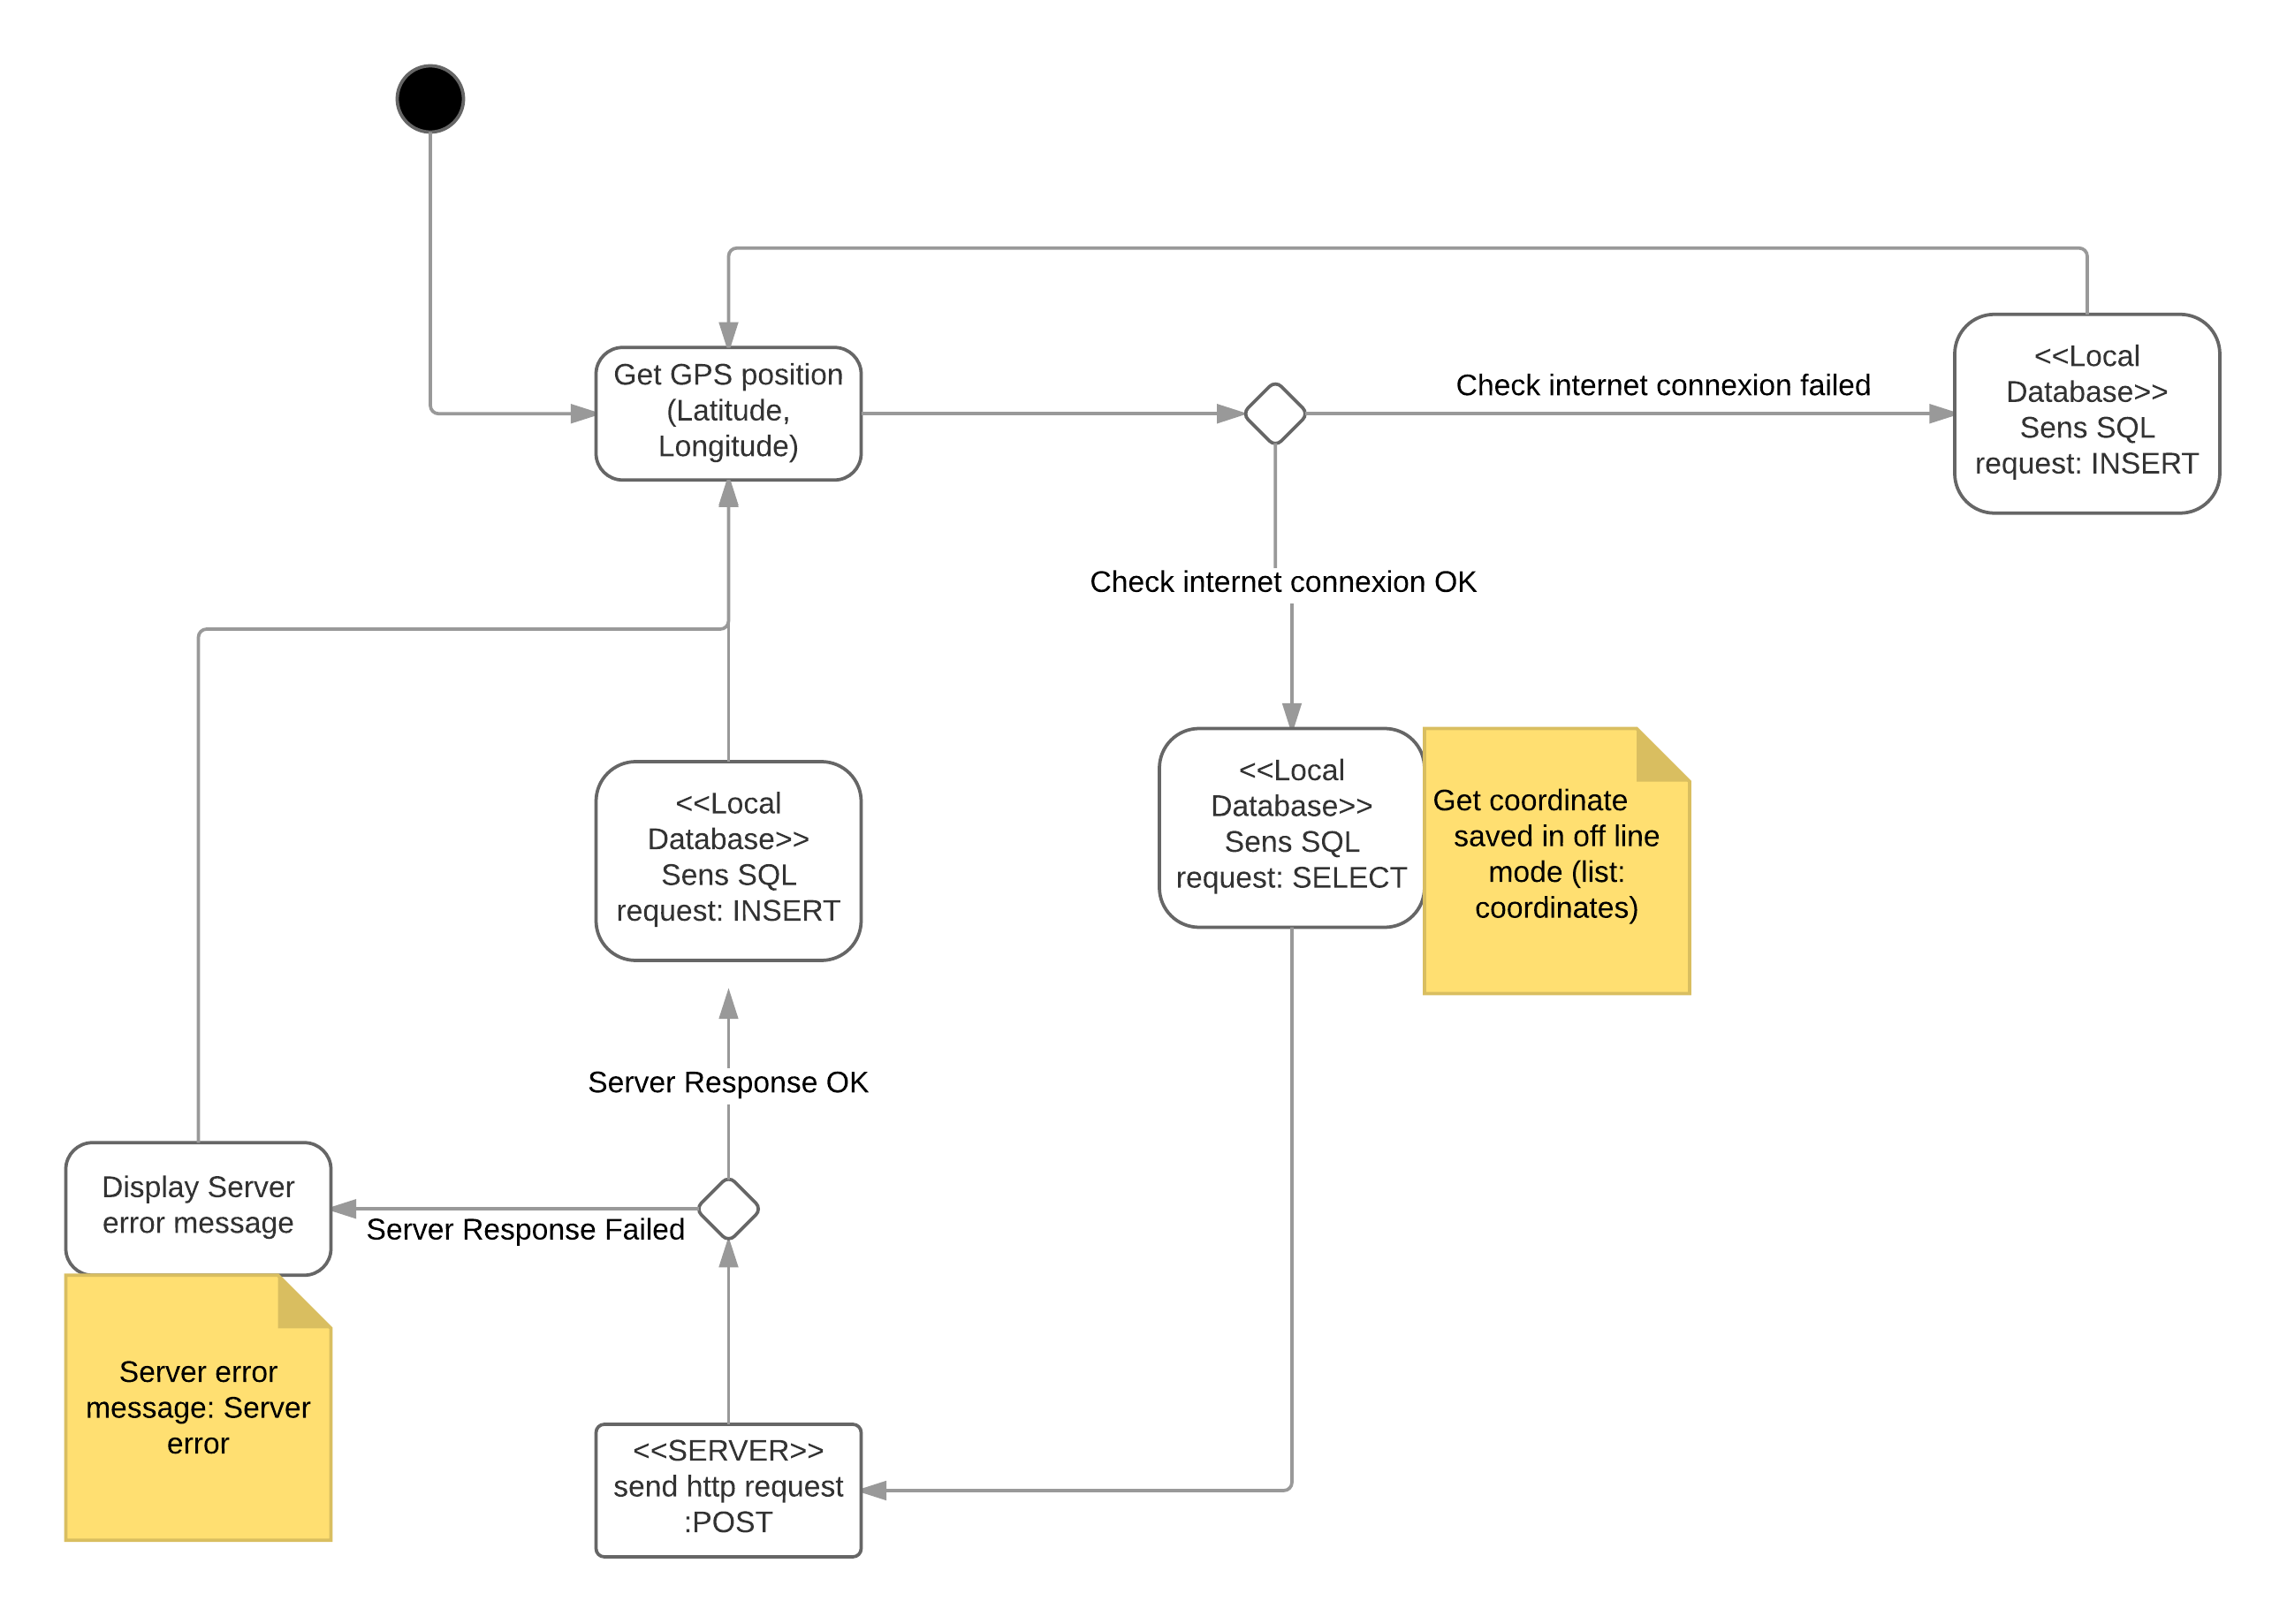 Get GPS position
(Latitude,
Longitude)
Check internet connexion failed
<<Local
Database>>
Sens SQL
request: INSERT
Check internet connexion OK
<<Local
Database>>
Sens SQL
request: SELECT
Get coordinate
saved in off line
mode (list:
coordinates)
<<Local
Database>>
Sens SQL
request: INSERT
Server Response OK
Display Server
error message
Server Response Failed
Server error
message: Server
error
<<SERVER>>
send http request
:POST